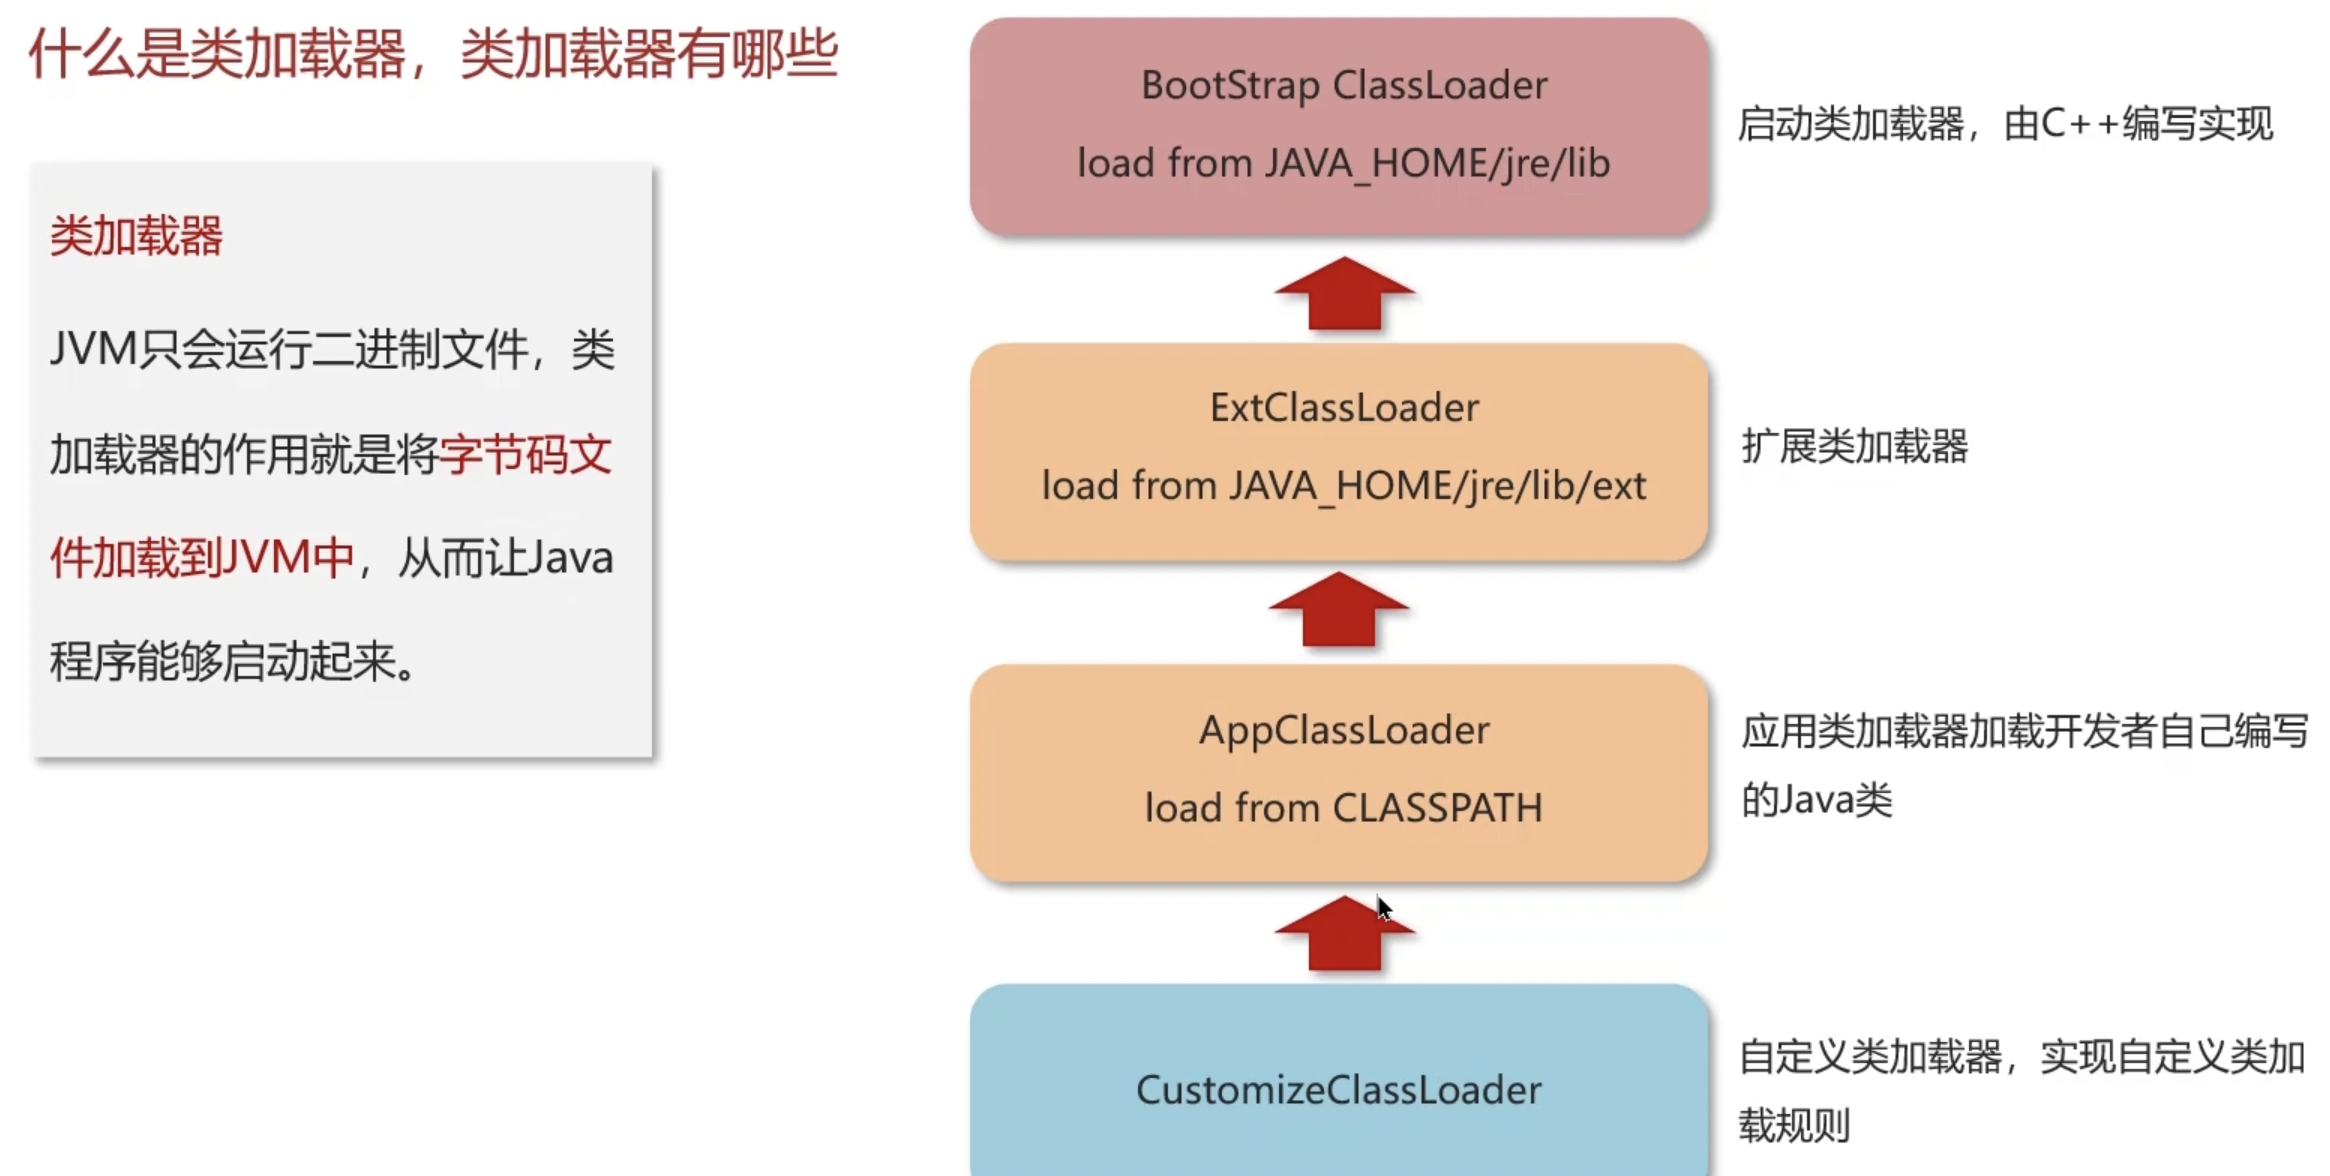 什么是类加载器，类加载器有哪些
类加载器
JVM只会运行二进制文件，类
加载器的作用就是将字节码文
件加载到JVM中，从而让Java
程序能够启动起来。
BootStrap ClassLoader
load from JAVA_HOME/jre/lib
启动类加载器，由C++编写实现
ExtClassLoader
load from JAVA_HOME/jre/lib/ext
扩展类加载器
AppClassLoader
load from CLASSPATH
应用类加载器加载开发者自己编写
的Java类
CustomizeClassLoader
自定义类加载器，实现自定义类加
载规则